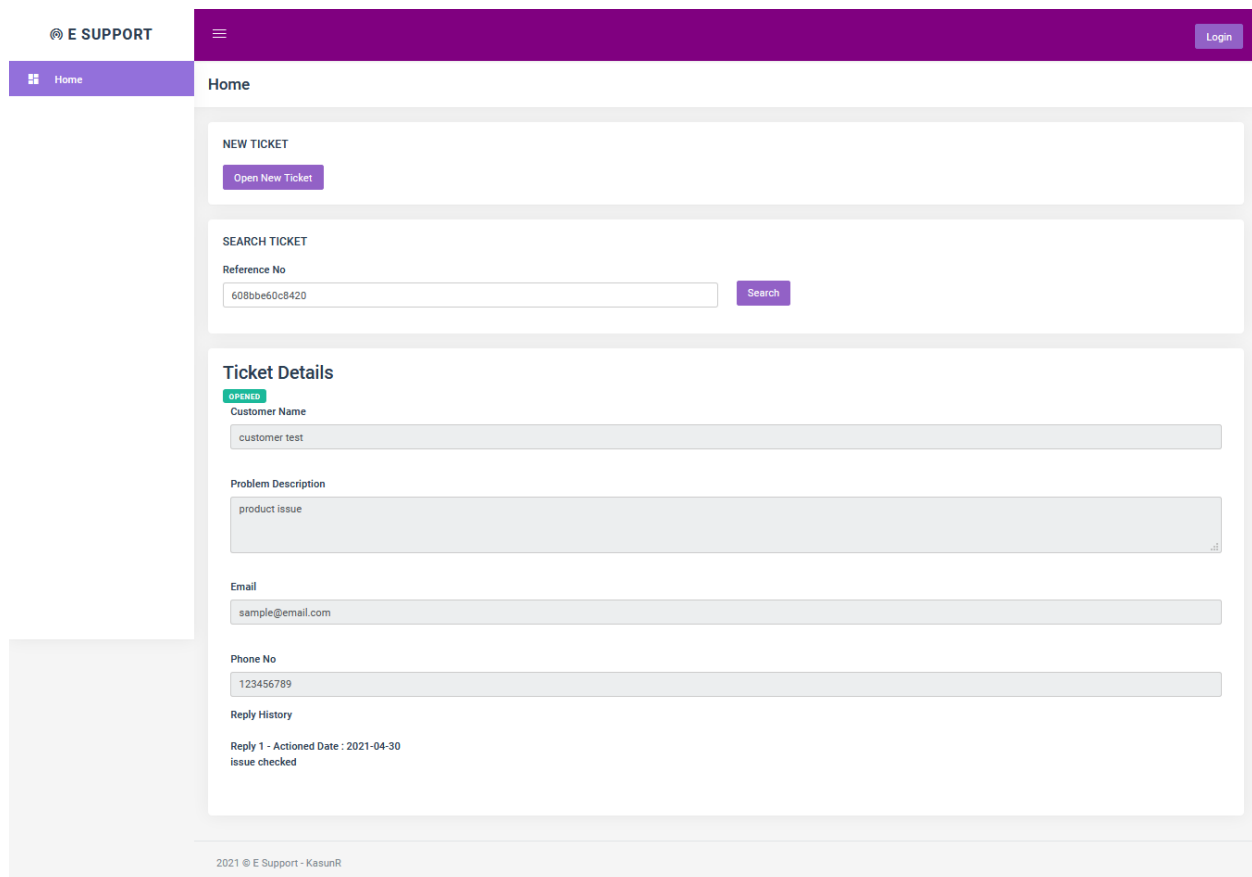 E SUPPORT
Login
Home
Home
NEW TICKET
Open New Ticket
SEARCH TICKET
Reference No
608bbe60c8420
Search
Ticket Details
OPENED
Customer Name
customer test
Problem Description
product issue
Email
sample@email.com
Phone No
123456789
Reply History
Reply 1 - Actioned Date : 2021-04-30
issue checked
2021 © E Support - KasunR